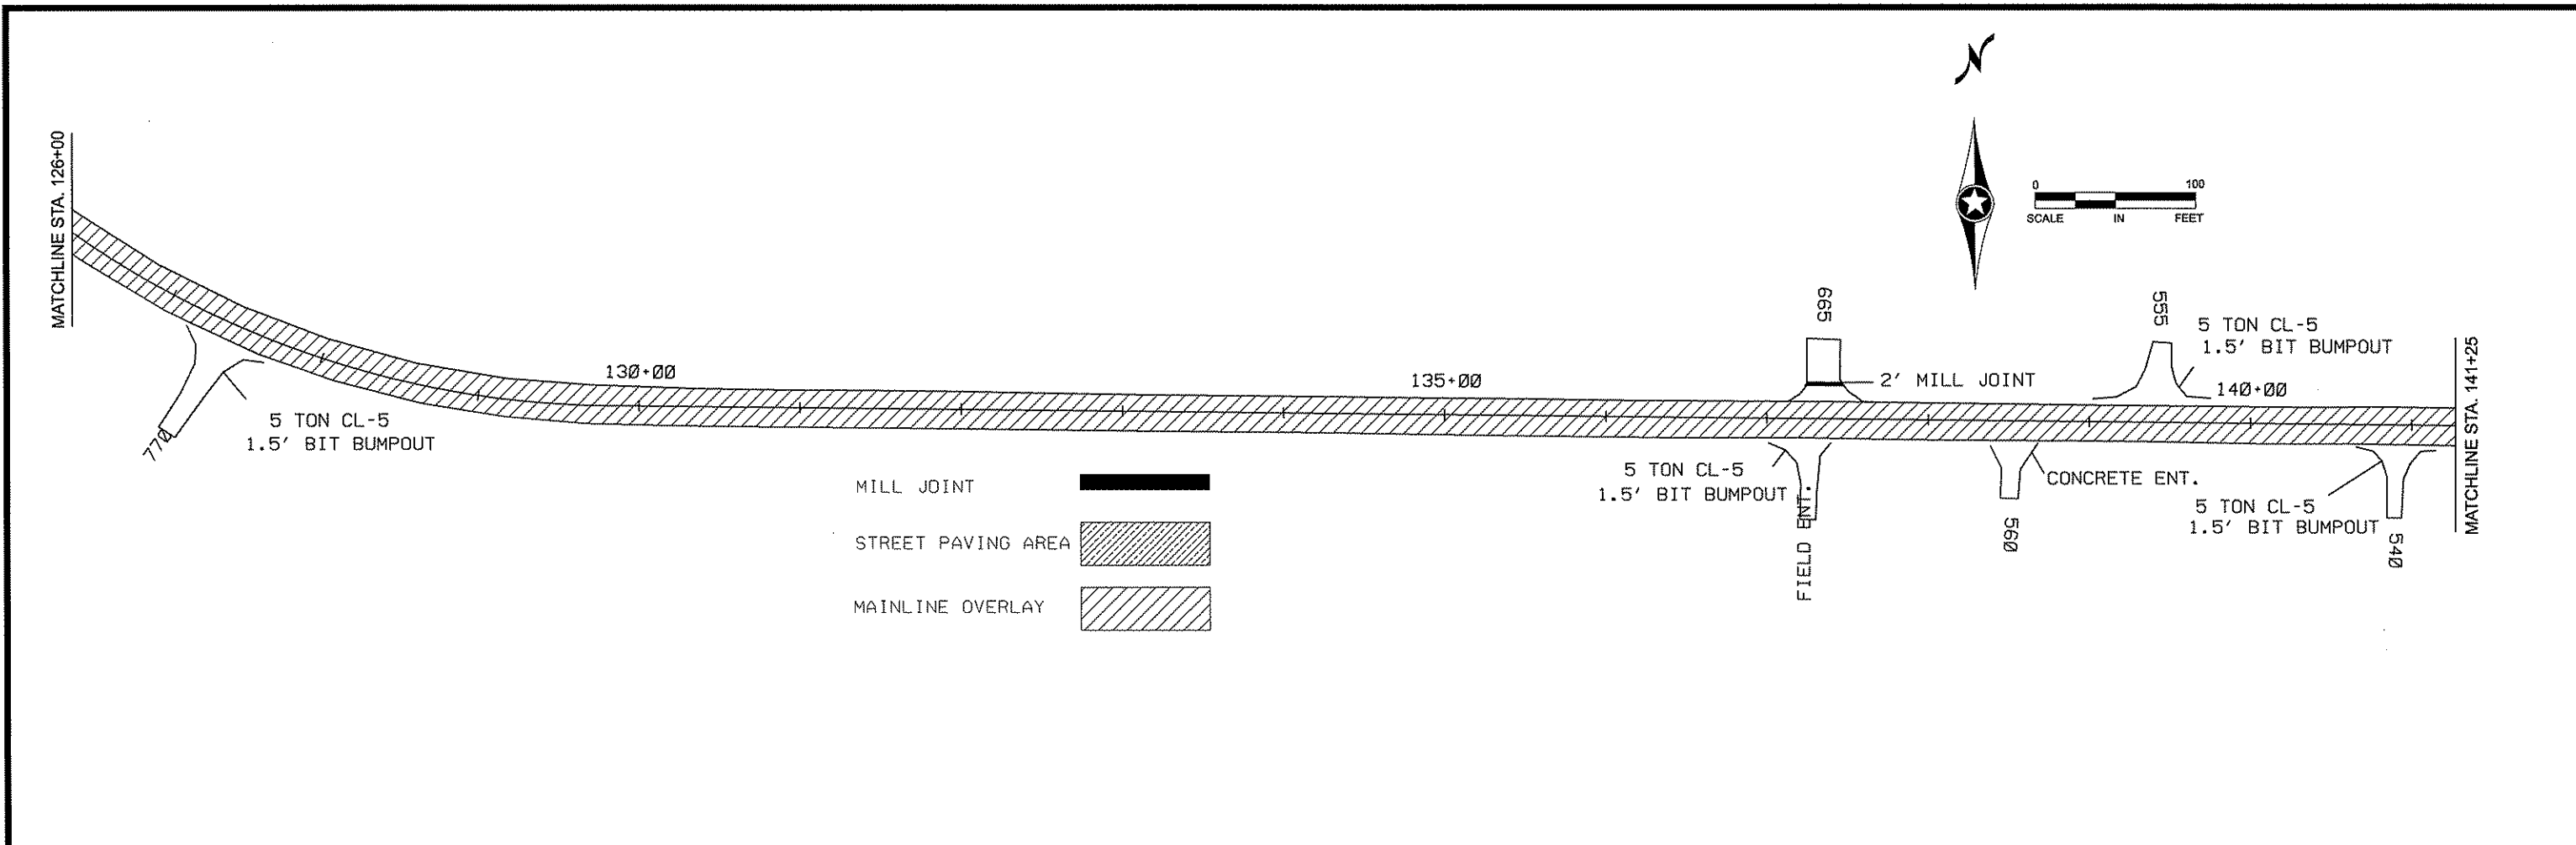 N
MATCHLINE STA. 126+00
0 100
SCALE IN FEET
665
555
5 TON CL-5
1.5' BIT BUMPOUT
130+00
135+00
2' MILL JOINT
140+00
MATCHLINE STA. 141+25
770
5 TON CL-5
1.5' BIT BUMPOUT
5 TON CL-5
1.5' BIT BUMPOUT
FIELD ENT.
CONCRETE ENT.
560
5 TON CL-5
1.5' BIT BUMPOUT
540
MILL JOINT
STREET PAVING AREA
MAINLINE OVERLAY